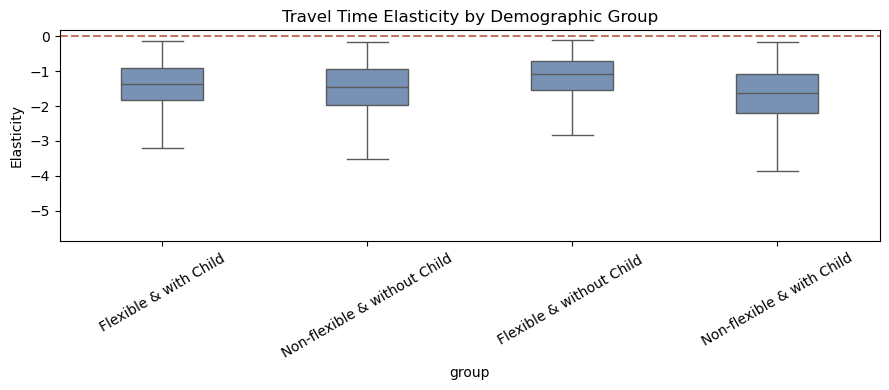 Travel Time Elasticity by Demographic Group
Elasticity
0
−1
−2
−3
−4
−5
Flexible & with Child
Non-flexible & without Child
Flexible & without Child
Non-flexible & with Child
group